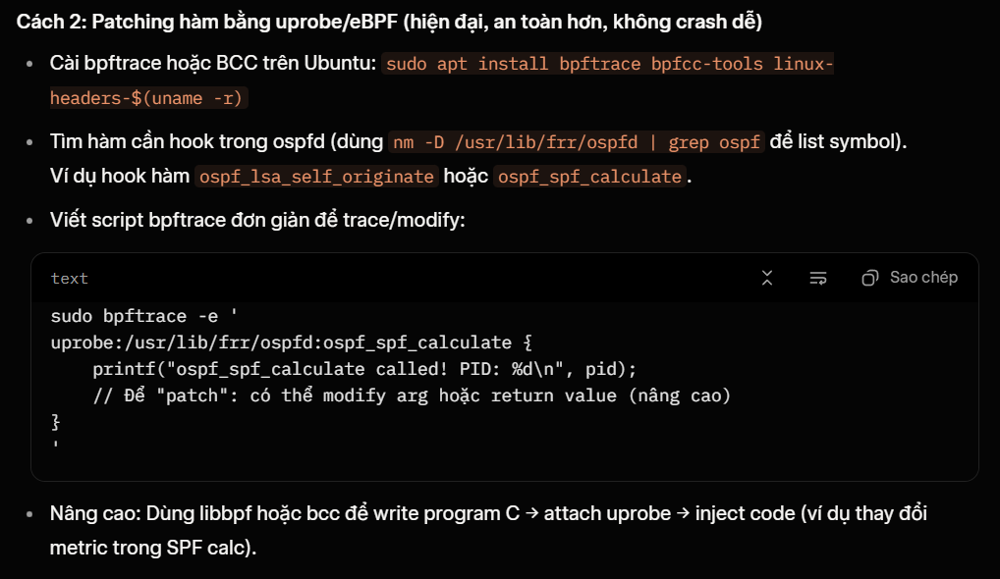 Cách 2: Patching hàm bằng uprobe/eBPF (hiện đại, an toàn hơn, không crash dễ)
• Cài bpftrace hoặc BCC trên Ubuntu: sudo apt install bpftrace bpfcc-tools linux-
headers-$(uname -r)
• Tìm hàm cần hook trong ospfd (dùng nm -D /usr/lib/frr/ospfd | grep ospf để list symbol).
Ví dụ hook hàm ospf_lsa_self_originate hoặc ospf_spf_calculate.
• Viết script bpftrace đơn giản để trace/modify:
text Sao chép
sudo bpftrace -e '
uprobe:/usr/lib/frr/ospfd:ospf_spf_calculate {
    printf("ospf_spf_calculate called! PID: %d\n", pid);
    // Để "patch": có thể modify arg hoặc return value (nâng cao)
}
'
• Nâng cao: Dùng libbpf hoặc bcc để write program C → attach uprobe → inject code (ví dụ thay đổi
metric trong SPF calc).